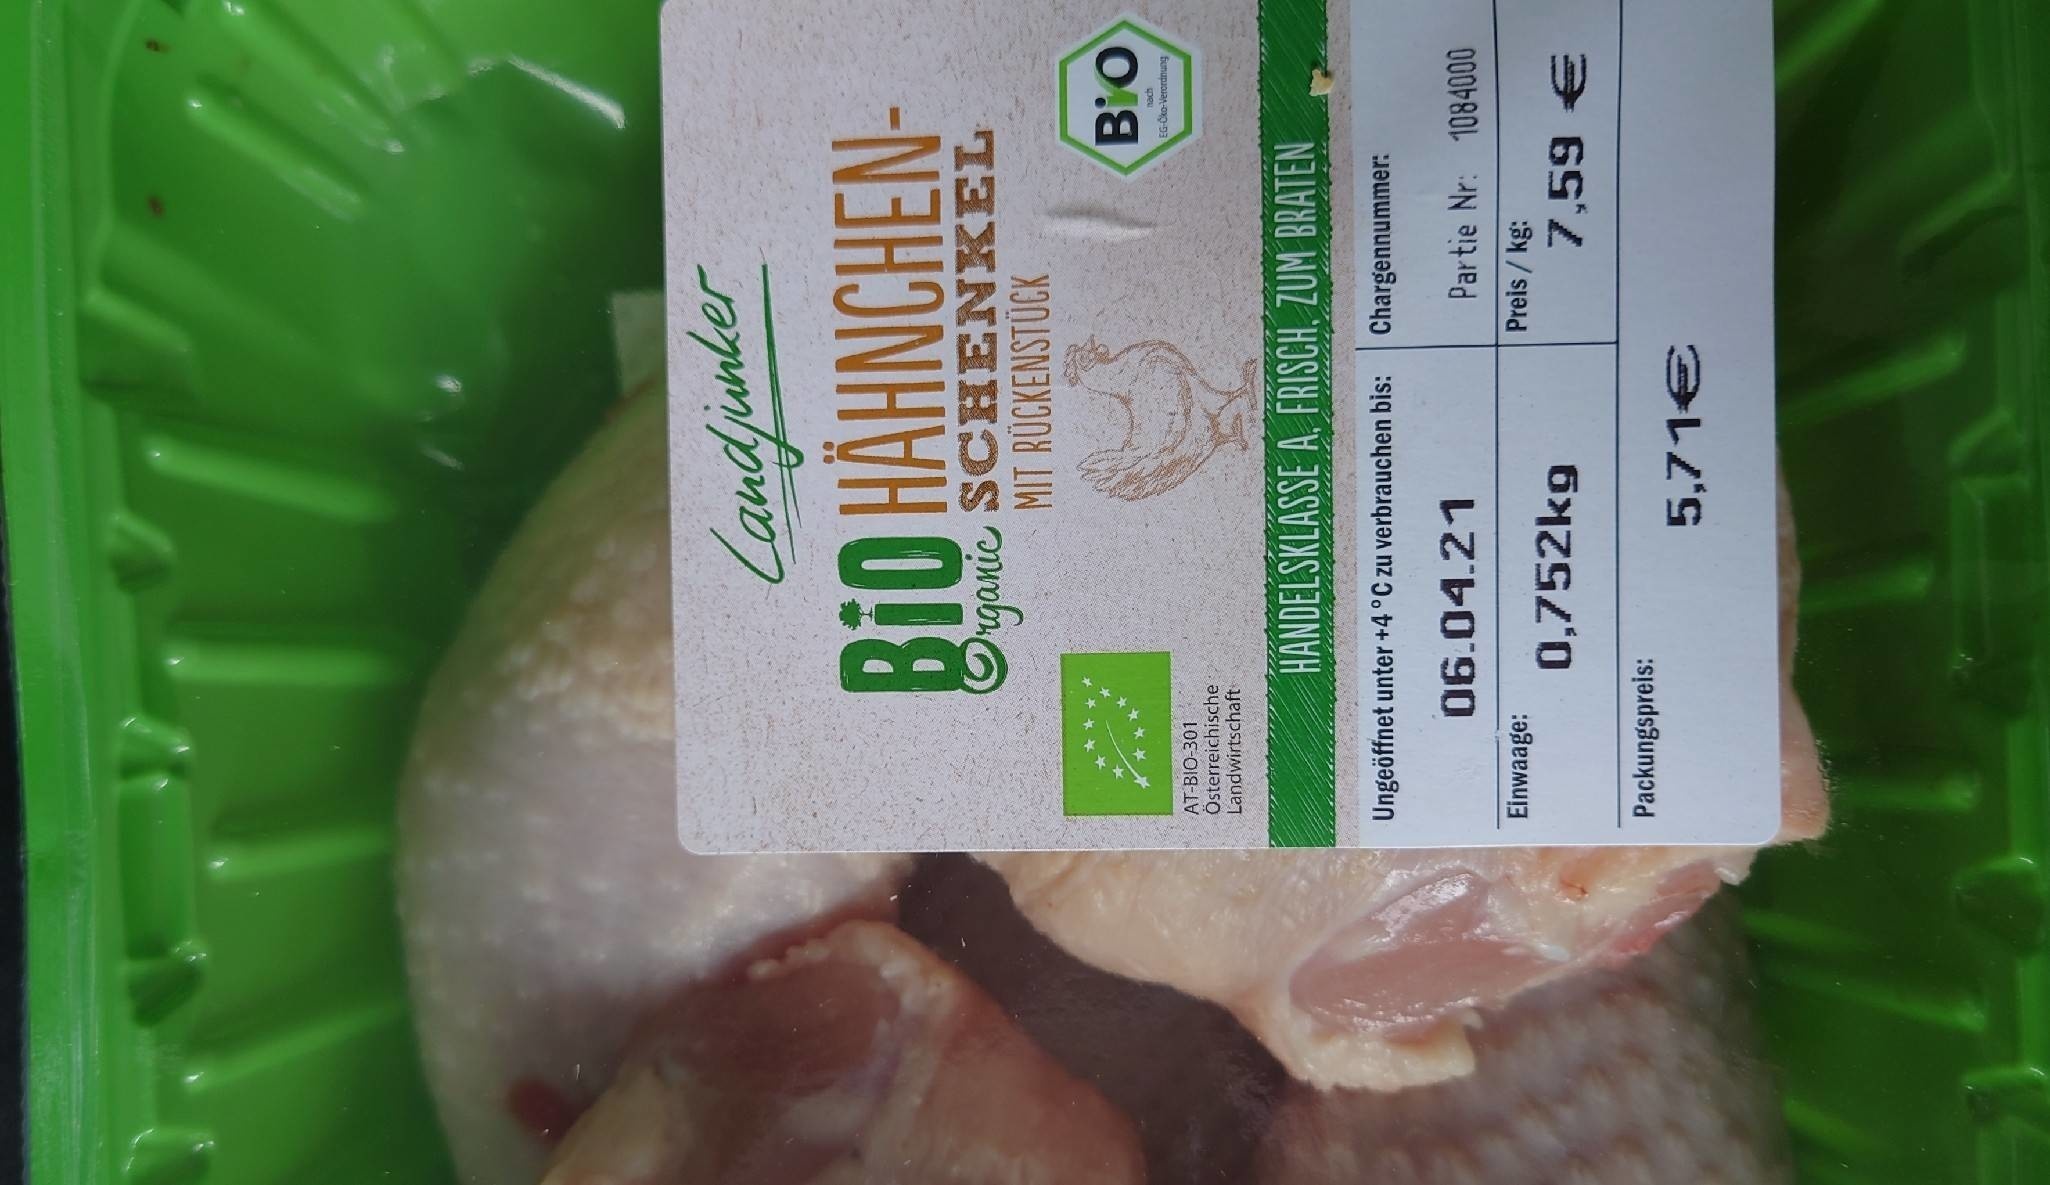 Landjunker
BIO HÄHNCHEN-
Organic SCHENKEL
MIT RÜCKENSTÜCK
Bio
nach
EG-Öko-Verordnung
AT-BIO-301
Österreichische
Landwirtschaft
HANDELSKLASSE A, FRISCH, ZUM BRATEN
Ungeöffnet unter +4°C zu verbrauchen bis:
06.04.21
Chargennummer:
Partie Nr: 1084000
Einwaage:
0,752kg
Preis / kg:
7,59 €
Packungspreis:
5,71€